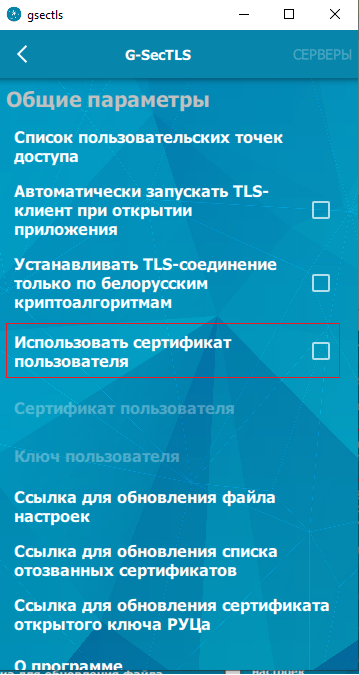 gsectls
G-SecTLS
СЕРВЕРЫ
Общие параметры
Список пользовательских точек
доступа
Автоматически запускать TLS-
клиент при открытии
приложения
Устанавливать TLS-соединение
только по белорусским
криптоалгоритмам
Использовать сертификат
пользователя
Сертификат пользователя
Ключ пользователя
Ссылка для обновления файла
настроек
Ссылка для обновления списка
отозванных сертификатов
Ссылка для обновления сертификата
открытого ключа РУЦа
О программе